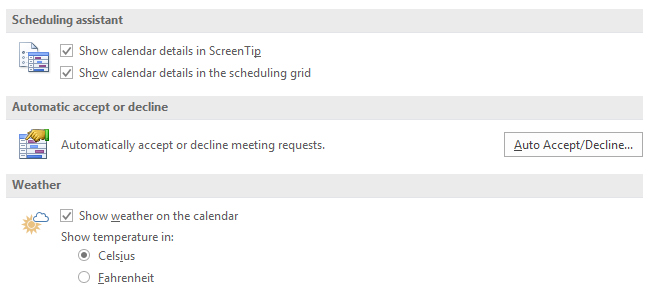 Scheduling assistant
Show calendar details in ScreenTip
Show calendar details in the scheduling grid
Automatic accept or decline
Automatically accept or decline meeting requests.
Auto Accept/Decline...
Weather
Show weather on the calendar
Show temperature in:
Celsius
Fahrenheit